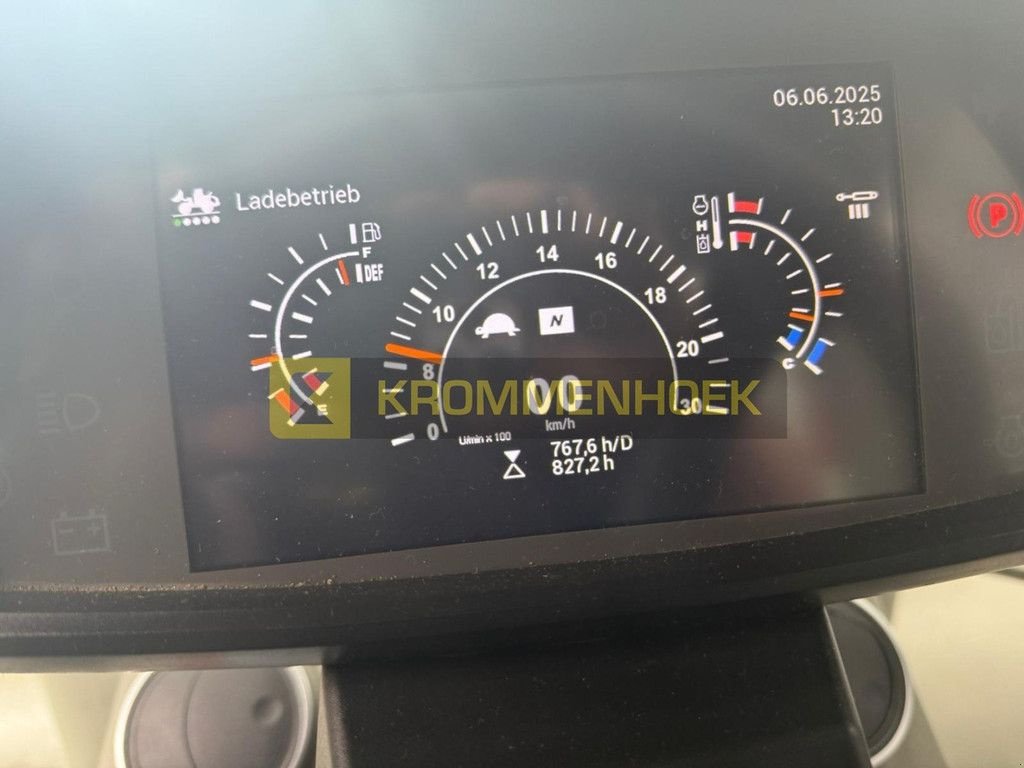 06.06.2025
13:20
Ladebetrieb
F
DEF
E
0
8
10
12
14
16
18
20
30
N
00
km/h
U/min x 100
767,6 h/D
827,2 h
H
C
P
K KROMMENHOEK